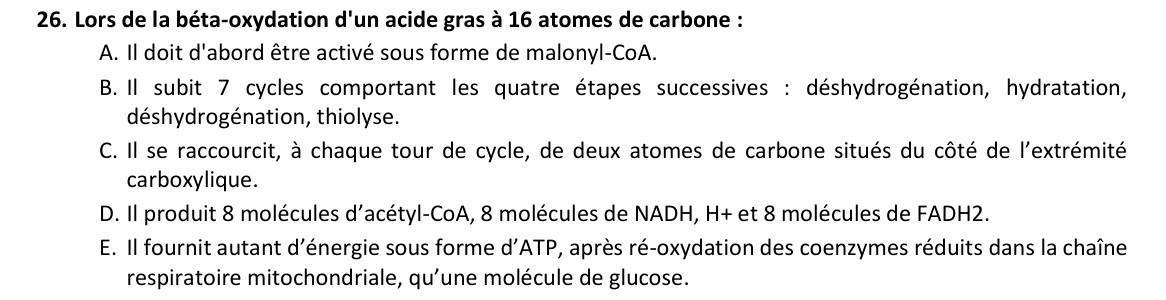 26. Lors de la béta-oxydation d'un acide gras à 16 atomes de carbone :
A. Il doit d'abord être activé sous forme de malonyl-CoA.
B. Il subit 7 cycles comportant les quatre étapes successives : déshydrogénation, hydratation,
déshydrogénation, thiolyse.
C. Il se raccourcit, à chaque tour de cycle, de deux atomes de carbone situés du côté de l’extrémité
carboxylique.
D. Il produit 8 molécules d’acétyl-CoA, 8 molécules de NADH, H+ et 8 molécules de FADH2.
E. Il fournit autant d’énergie sous forme d’ATP, après ré-oxydation des coenzymes réduits dans la chaîne
respiratoire mitochondriale, qu’une molécule de glucose.